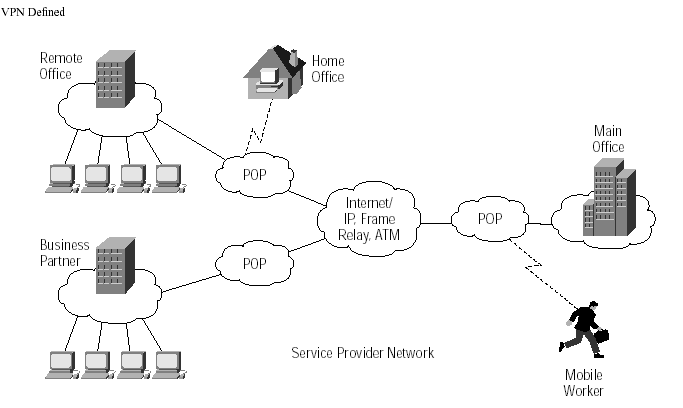 VPN Defined
Remote
Office
Home
Office
Main
Office
POP
Internet/
IP, Frame
Relay, ATM
POP
Business
Partner
POP
Service Provider Network
Mobile
Worker